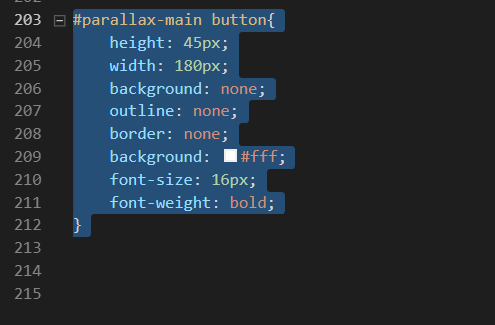 203 #parallax-main button{
204 height: 45px;
205 width: 180px;
206 background: none;
207 outline: none;
208 border: none;
209 background: #fff;
210 font-size: 16px;
211 font-weight: bold;
212 }
213
214
215